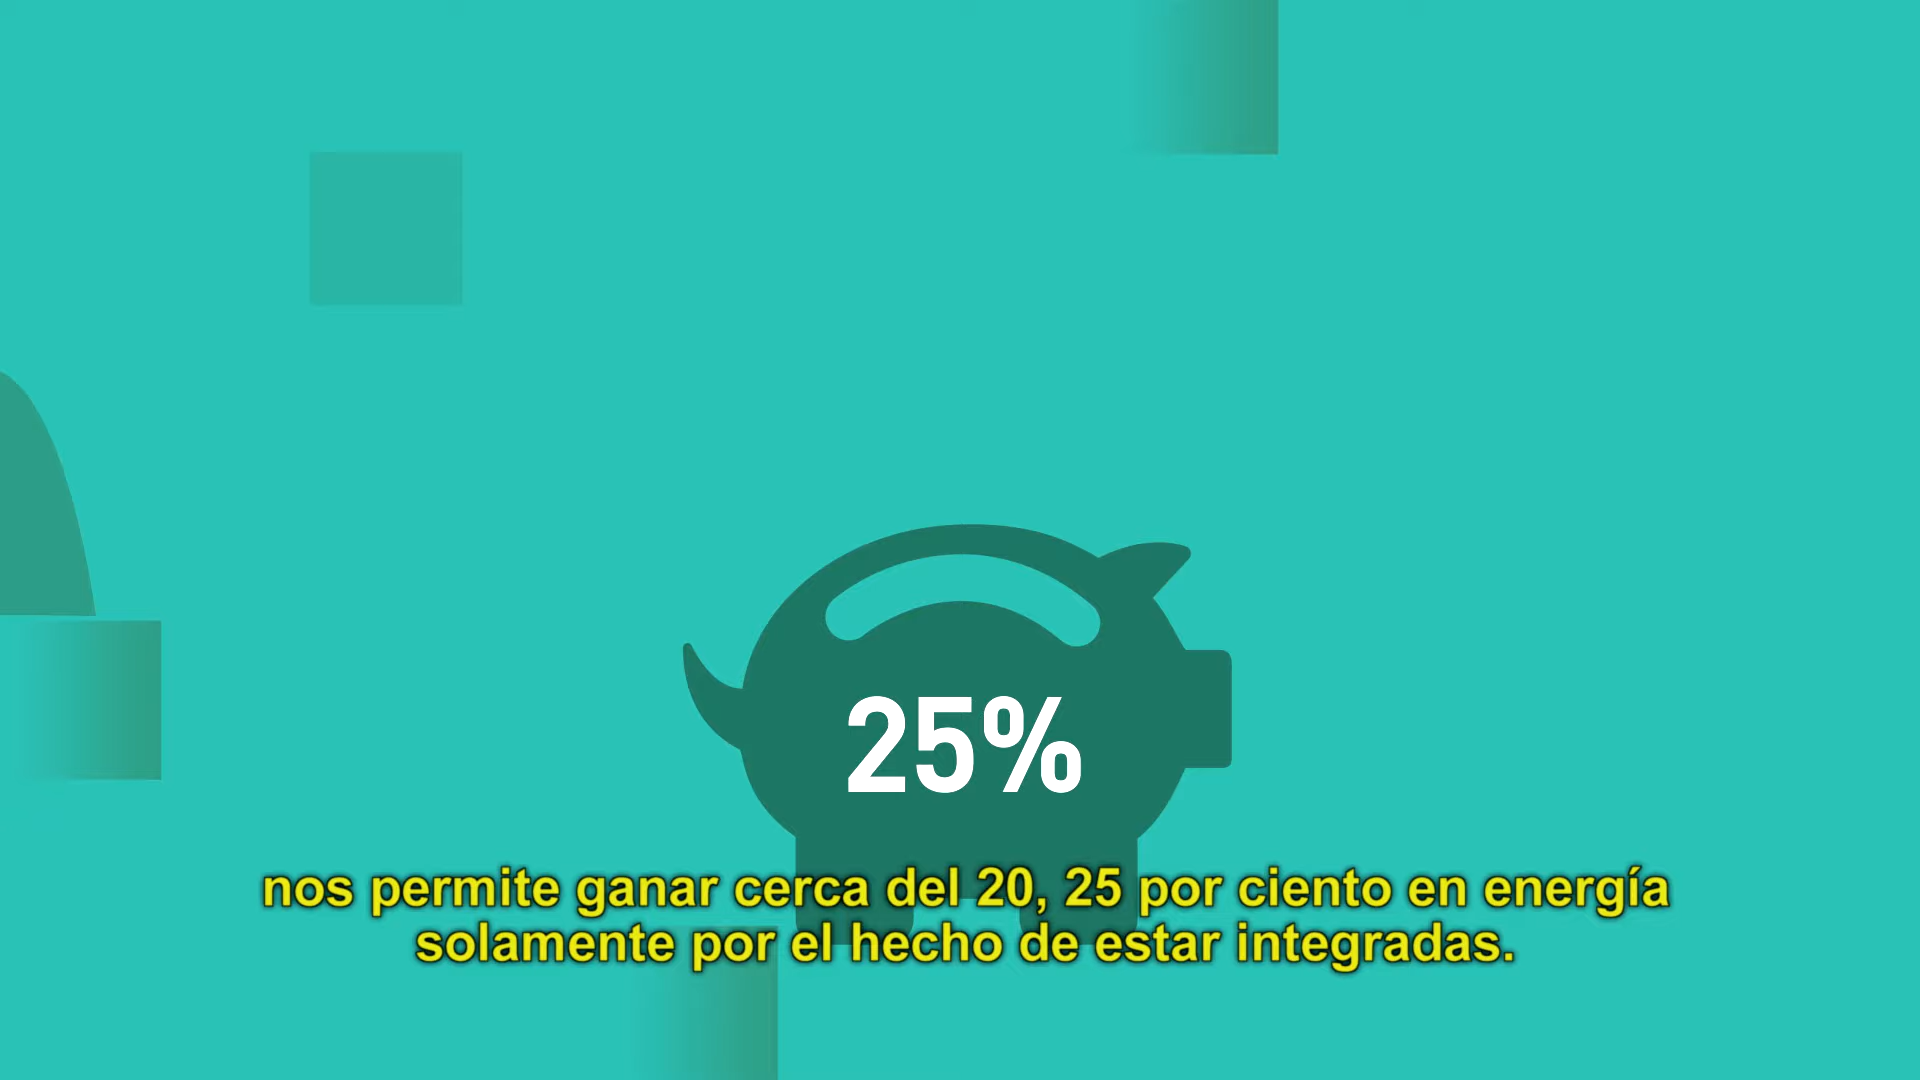 25%
nos permite ganar cerca del 20, 25 por ciento en energía
solamente por el hecho de estar integradas.